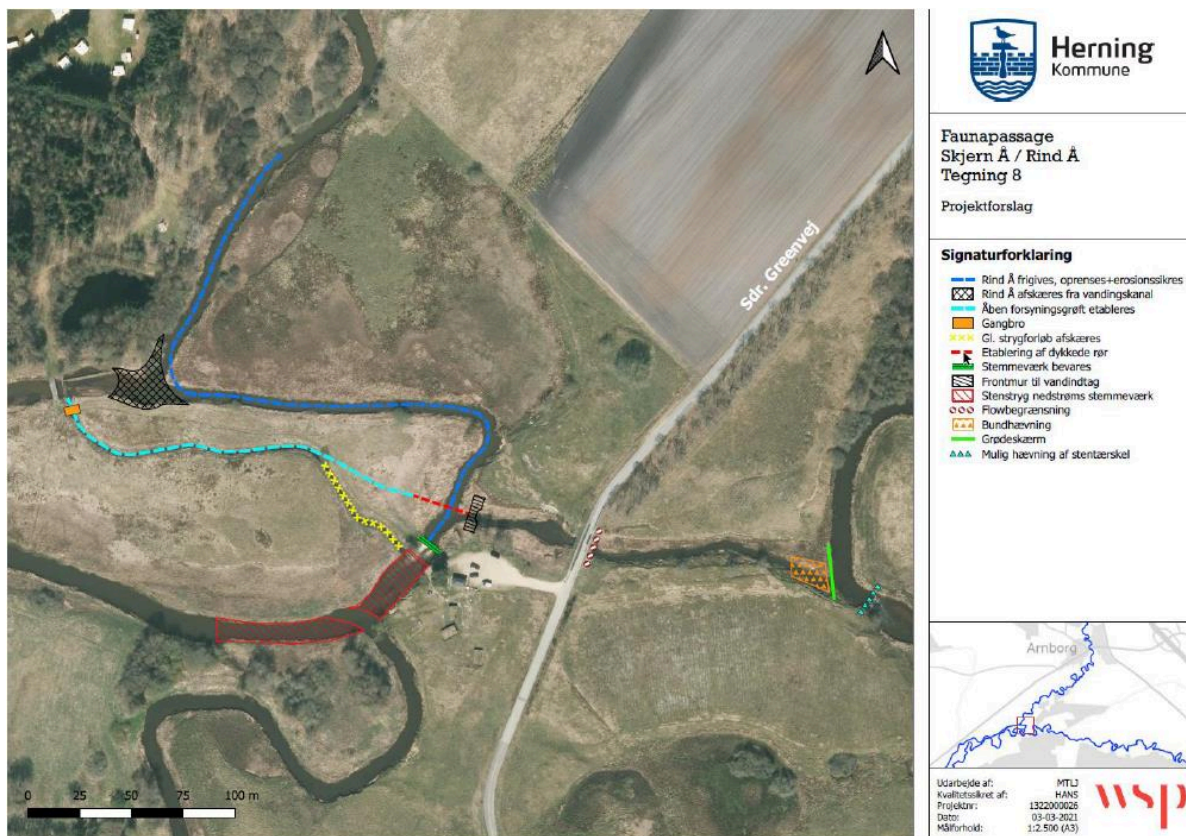 Herning
Kommune
Faunapassage
Skjern Å / Rind Å
Tegning 8
Projektforslag
Signaturforklaring
Rind Å frigives, oprenses+erosionssikres
Rind Å afskæres fra vandingskanal
Åben forsyningsgrøft etableres
Gangbro
Gl. strygforløb afskæres
Etablering af dykkede rør
Stemmeværk bevares
Frontmur til vandindtag
Stenstryg nedstrøms stemmeværk
Flowbegrænsning
Bundhævning
Grødeskærm
Mulig hævning af stentærskel
Sdr. Greenvej
0 25 50 75 100 m
Arnborg
Udarbejde af: MTLJ
Kvalitetssikret af: HANS
Projektnr: 1322000026
Dato: 03-03-2021
Målforhold: 1:2.500 (A3)
wsp